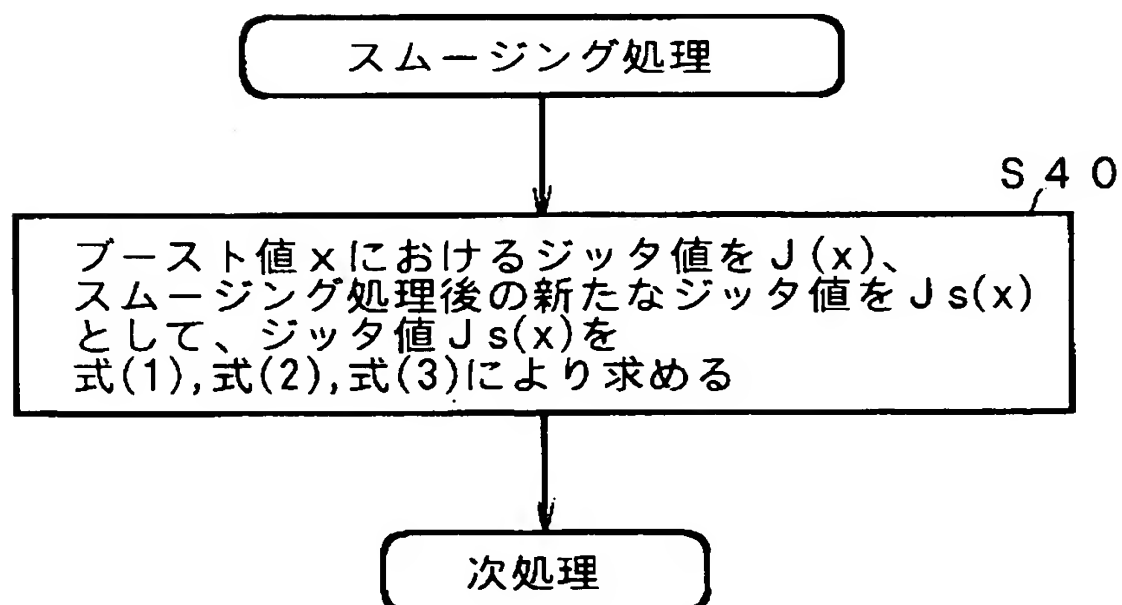 スムージング処理
S40
ブースト値xにおけるジッタ値をJ(x)、
スムージング処理後の新たなジッタ値をJs(x)
として、ジッタ値Js(x)を
式(1),式(2),式(3)により求める
次処理